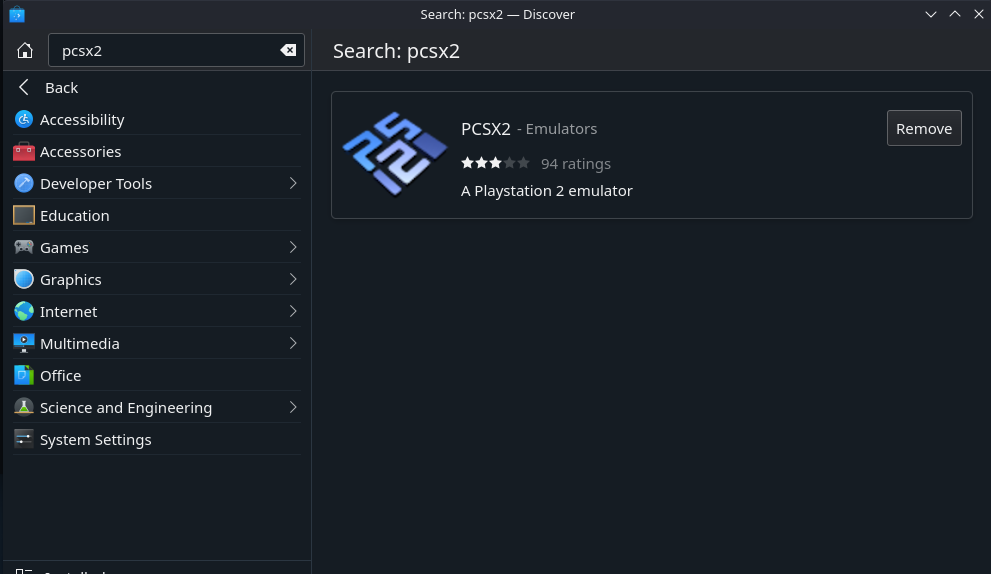 Search: pcsx2 — Discover
pcsx2
Search: pcsx2
Back
Accessibility
Accessories
Developer Tools
Education
Games
Graphics
Internet
Multimedia
Office
Science and Engineering
System Settings
PCSX2 - Emulators
Remove
94 ratings
A Playstation 2 emulator